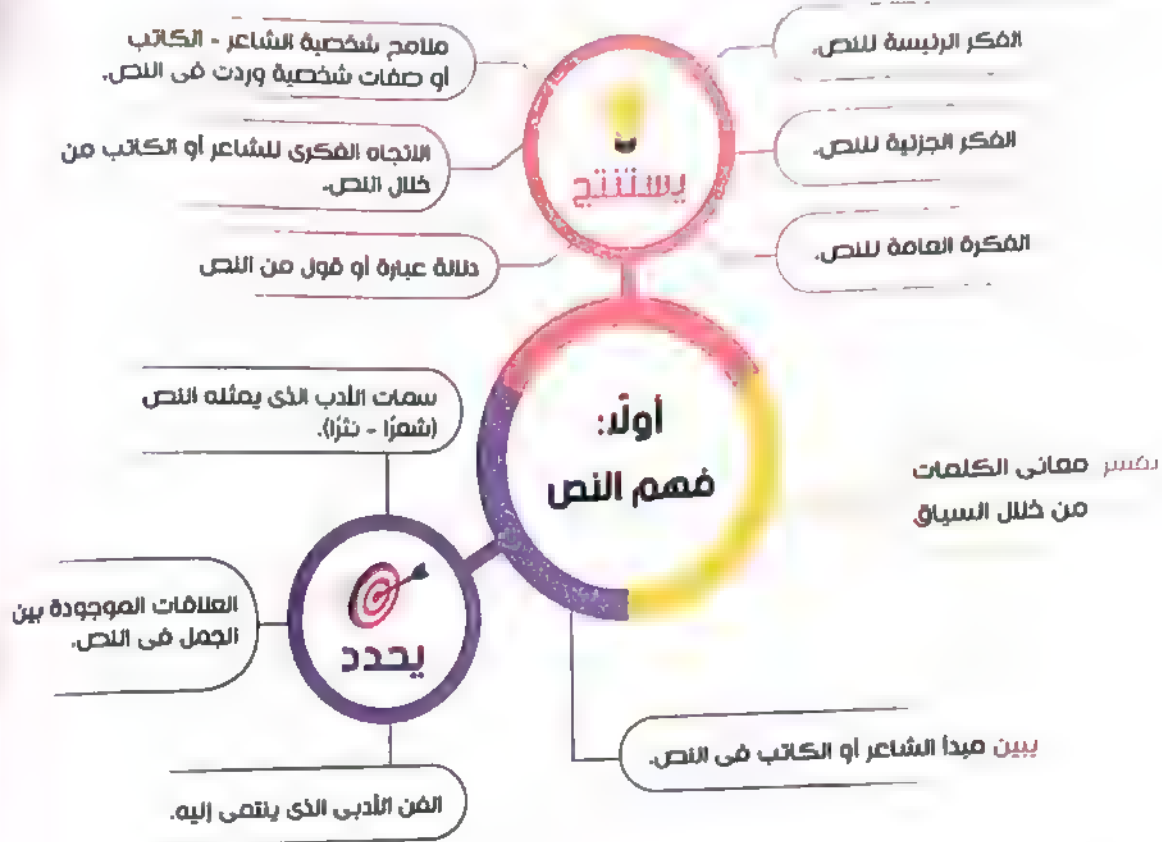 أولًا:
فهم النص
يستنتج
الفكر الرئيسة للنص.
الفكر الجزئية للنص.
الفكرة العامة للنص.
ملامح شخصية الشاعر - الكاتب
أو صفات شخصية وردت فى النص.
الاتجاه الفكرى للشاعر أو الكاتب من
خلال النص.
دلالة عبارة أو قول من النص
يفسر معانى الكلمات
من خلال السياق
يبين مبدأ الشاعر أو الكاتب فى النص.
يحدد
سمات الأدب الذى يمثله النص
(شعرًا - نثرًا).
العلاقات الموجودة بين
الجمل فى النص.
الفن الأدبى الذى ينتمى إليه.